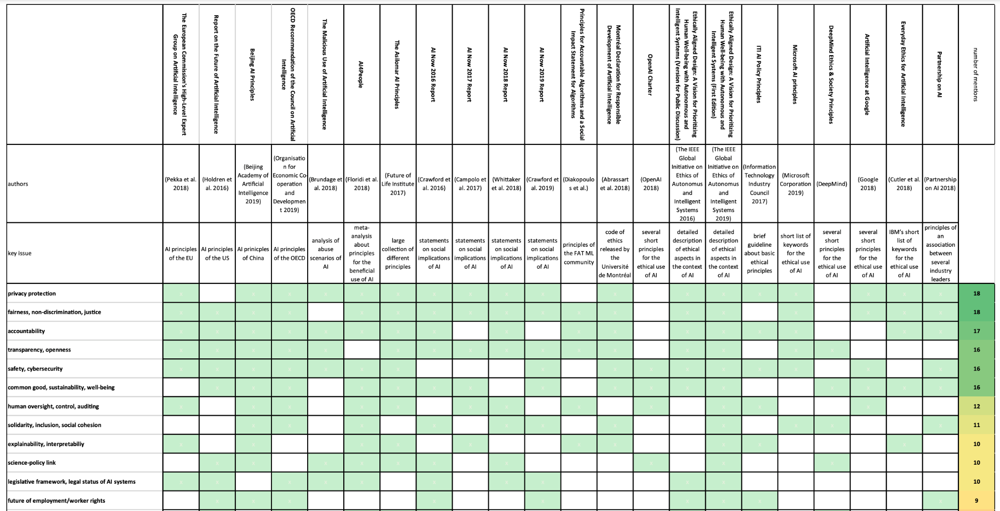 The European Commission's High-Level Expert
Group on Artificial Intelligence
Report on the Future of Artificial Intelligence
Beijing AI Principles
OECD Recommendation of the Council on Artificial
Intelligence
The Malicious Use of Artificial Intelligence
AI4People
The Asilomar AI Principles
AI Now 2016 Report
AI Now 2017 Report
AI Now 2018 Report
AI Now 2019 Report
Principles for Accountable Algorithms and a Social
Impact Statement for Algorithms
Montréal Declaration for Responsible
Development of Artificial Intelligence
OpenAI Charter
Ethically Aligned Design: A Vision for Prioritizing
Human Well-being with Autonomous and
Intelligent Systems (Version for Public Discussion)
Ethically Aligned Design: A Vision for Prioritizing
Human Well-being with Autonomous and
Intelligent Systems (First Edition)
ITI AI Policy Principles
Microsoft AI principles
DeepMind Ethics & Society Principles
Artificial Intelligence at Google
Everyday Ethics for Artificial Intelligence
Partnership on AI
number of mentions
authors
(Pekka et al.
2018)
(Holdren et
al. 2016)
(Beijing
Academy of
Artificial
Intelligence
2019)
(Organisatio
n for
Economic Co-
operation
and
Developmen
t 2019)
(Brundage et
al. 2018)
(Floridi et al.
2018)
(Future of
Life Institute
2017)
(Crawford et
al. 2016)
(Campolo et
al. 2017)
(Whittaker
et al. 2018)
(Crawford et
al. 2019)
(Diakopoulo
s et al.)
(Abrassart
et al. 2018)
(OpenAI
2018)
(The IEEE
Global
Initiative on
Ethics of
Autonomus
and
Intelligent
Systems
2016)
(The IEEE
Global
Initiative on
Ethics of
Autonomus
and
Intelligent
Systems
2019)
(Information
Technology
Industry
Council
2017)
(Microsoft
Corporation
2019)
(DeepMind)
(Google
2018)
(Cutler et al.
2018)
(Partnership
on AI 2018)
key issue
AI principles
of the EU
AI principles
of the US
AI principles
of China
AI principles
of the OECD
analysis of
abuse
scenarios of
AI
meta-
analysis
about
principles
for the
beneficial
use of AI
large
collection of
different
principles
statements
on social
implications
of AI
statements
on social
implications
of AI
statements
on social
implications
of AI
statements
on social
implications
of AI
principles of
the FAT ML
community
code of
ethics
released by
the
Université
de Montréal
several
short
principles
for the
ethical use
of AI
detailed
description
of ethical
aspects in
the context
of AI
detailed
description
of ethical
aspects in
the context
of AI
brief
guideline
about basic
ethical
principles
short list of
keywords
for the
ethical use
of AI
several
short
principles
for the
ethical use
of AI
several
short
principles
for the
ethical use
of AI
IBM's short
list of
keywords
for the
ethical use
of AI
principles of
an
association
between
several
industry
leaders
privacy protection x x x x x x x x x x x x x x x x x x 18
fairness, non-discrimination, justice x x x x x x x x x x x x x x x x x x 18
accountability x x x x x x x x x x x x x x x x x 17
transparency, openness x x x x x x x x x x x x x x x x 16
safety, cybersecurity x x x x x x x x x x x x x x x x 16
common good, sustainability, well-being x x x x x x x x x x x x x x x x 16
human oversight, control, auditing x x x x x x x x x x x x 12
solidarity, inclusion, social cohesion x x x x x x x x x x x 11
explainability, interpretabiliy x x x x x x x x x x 10
science-policy link x x x x x x x x x x 10
legislative framework, legal status of AI systems x x x x x x x x x x 10
future of employment/worker rights x x x x x x x x x 9